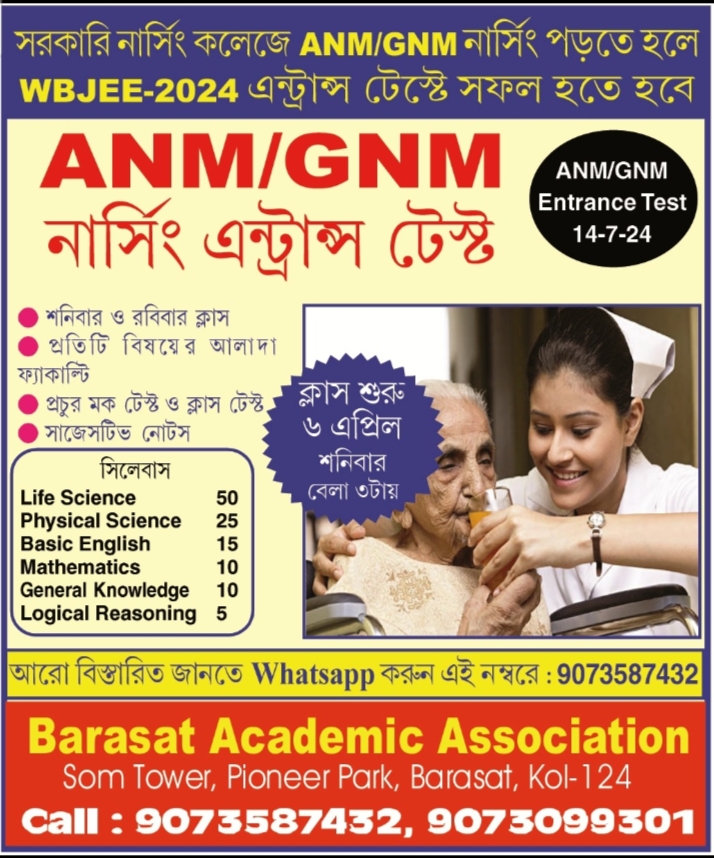 সরকারি নার্সিং কলেজে ANM/GNM নার্সিং পড়তে হলে
WBJEE-2024 এন্ট্রান্স টেস্টে সফল হতে হবে
ANM/GNM
নার্সিং এন্ট্রান্স টেস্ট
ANM/GNM
Entrance Test
14-7-24
শনিবার ও রবিবার ক্লাস
প্রতিটি বিষয়ের আলাদা
ফ্যাকাল্টি
প্রচুর মক টেস্ট ও ক্লাস টেস্ট
সাজেসটিভ নোটস
ক্লাস শুরু
৬ এপ্রিল
শনিবার
বেলা ৩টায়
সিলেবাস
Life Science 50
Physical Science 25
Basic English 15
Mathematics 10
General Knowledge 10
Logical Reasoning 5
আরো বিস্তারিত জানতে Whatsapp করুন এই নম্বরে : 9073587432
Barasat Academic Association
Som Tower, Pioneer Park, Barasat, Kol-124
Call : 9073587432, 9073099301